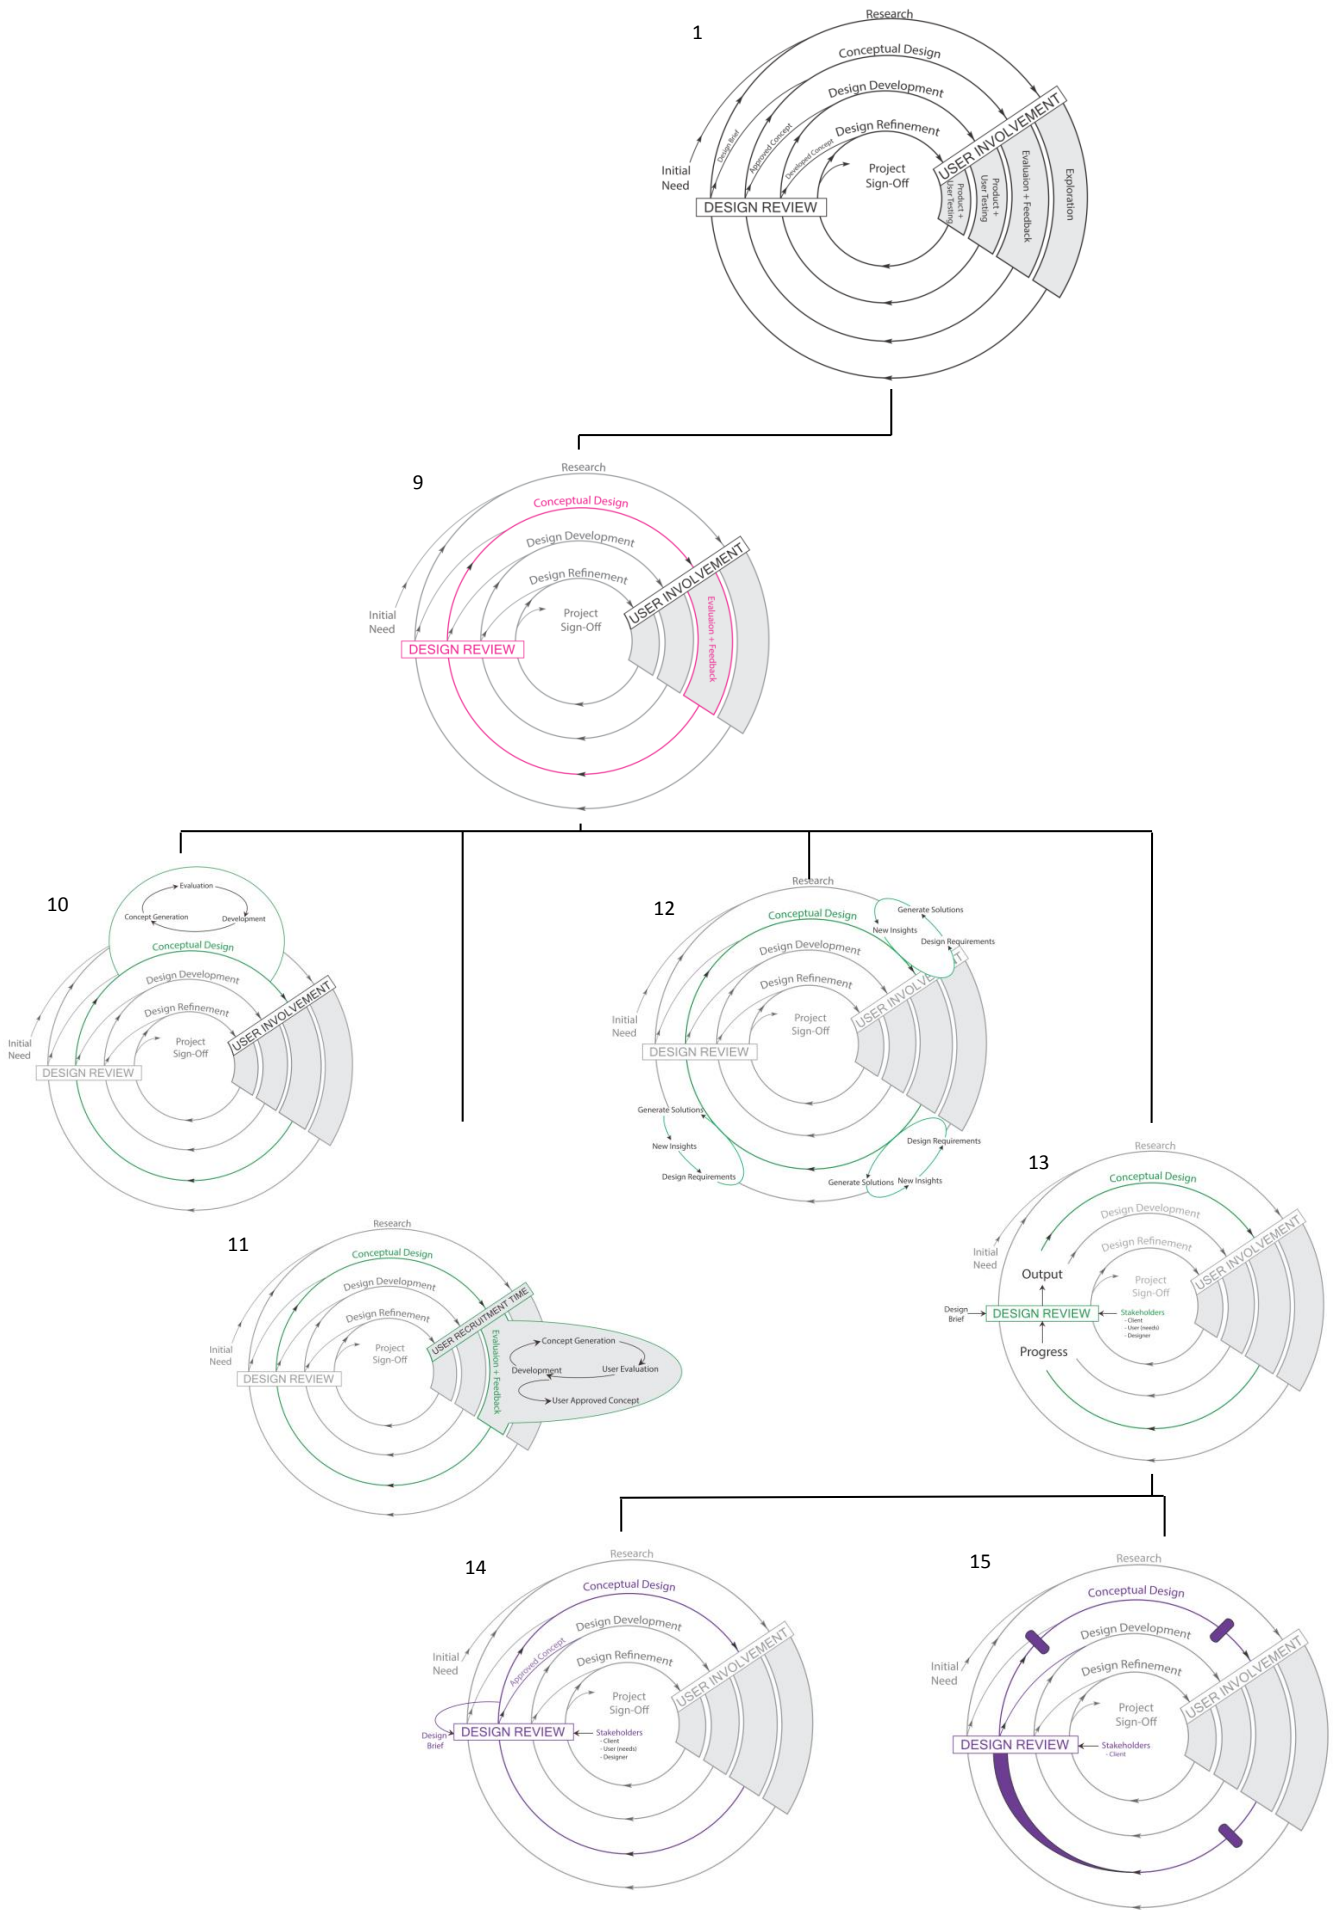 1
Research
Conceptual Design
Design Development
Design Refinement
Design Brief
Approved Concept
Developed Concept
Initial
Need
Project
Sign-Off
DESIGN REVIEW
USER INVOLVEMENT
Product +
User Testing
Product +
User Testing
Evaluaion + Feedback
Exploration
9
Research
Conceptual Design
Design Development
Design Refinement
Initial
Need
Project
Sign-Off
DESIGN REVIEW
USER INVOLVEMENT
Evaluaion + Feedback
10
Evaluation
Concept Generation
Development
Conceptual Design
Design Development
Design Refinement
Initial
Need
Project
Sign-Off
DESIGN REVIEW
USER INVOLVEMENT
12
Research
Generate Solutions
New Insights
Design Requirements
Conceptual Design
Design Development
Design Refinement
Initial
Need
Project
Sign-Off
DESIGN REVIEW
USER INVOLVEMENT
Generate Solutions
New Insights
Design Requirements
Design Requirements
Generate Solutions
New Insights
11
Research
Conceptual Design
Design Development
Design Refinement
Initial
Need
Project
Sign-Off
DESIGN REVIEW
USER RECRUITMENT TIME
Evaluaion + Feedback
Concept Generation
Development
User Evaluation
User Approved Concept
13
Research
Conceptual Design
Design Development
Design Refinement
Initial
Need
Output
Project
Sign-Off
Design
Brief
DESIGN REVIEW
Stakeholders
- Client
- User (needs)
- Designer
Progress
USER INVOLVEMENT
14
Research
Conceptual Design
Design Development
Approved Concept
Design Refinement
Initial
Need
Project
Sign-Off
Design
Brief
DESIGN REVIEW
Stakeholders
- Client
- User (needs)
- Designer
USER INVOLVEMENT
15
Research
Conceptual Design
Design Development
Design Refinement
Initial
Need
Project
Sign-Off
DESIGN REVIEW
Stakeholders
- Client
USER INVOLVEMENT